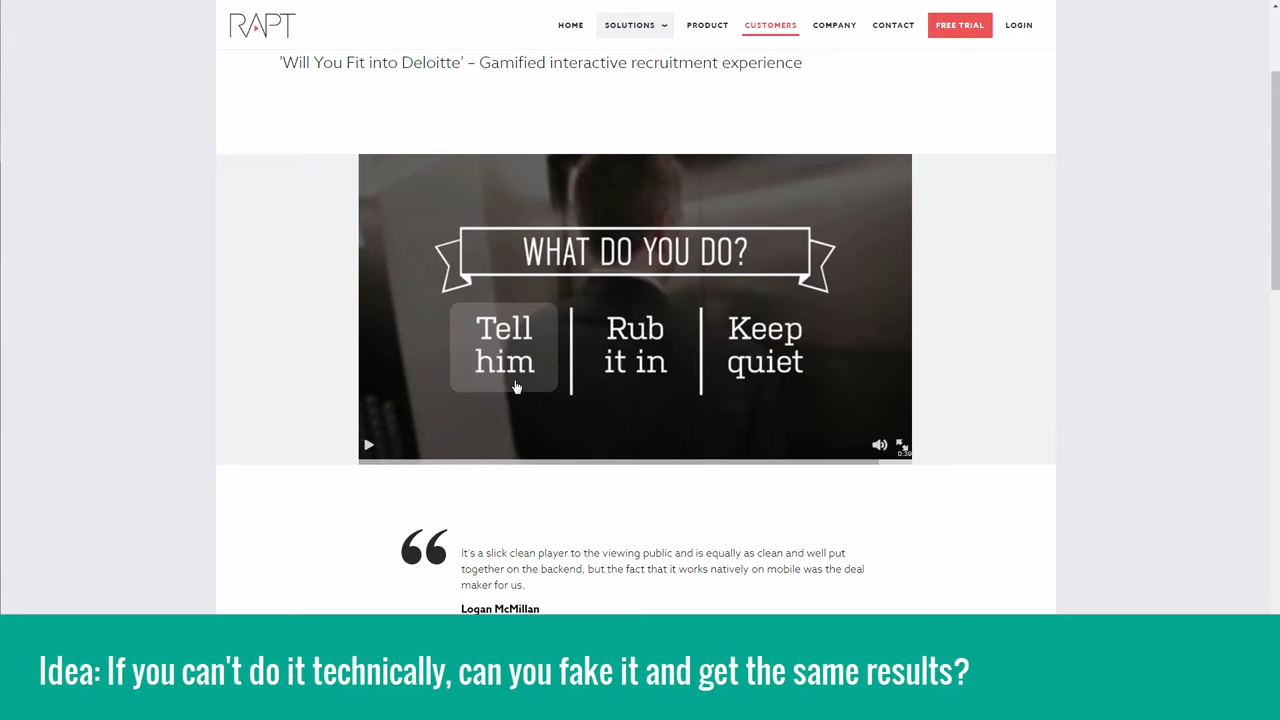 RAPT
HOME SOLUTIONS PRODUCT CUSTOMERS COMPANY CONTACT FREE TRIAL LOGIN
'Will You Fit into Deloitte' – Gamified interactive recruitment experience
WHAT DO YOU DO?
Tell
him
Rub
it in
Keep
quiet
0:39
It's a slick clean player to the viewing public and is equally as clean and well put
together on the backend, but the fact that it works natively on mobile was the deal
maker for us.
Logan McMillan
Idea: If you can't do it technically, can you fake it and get the same results?